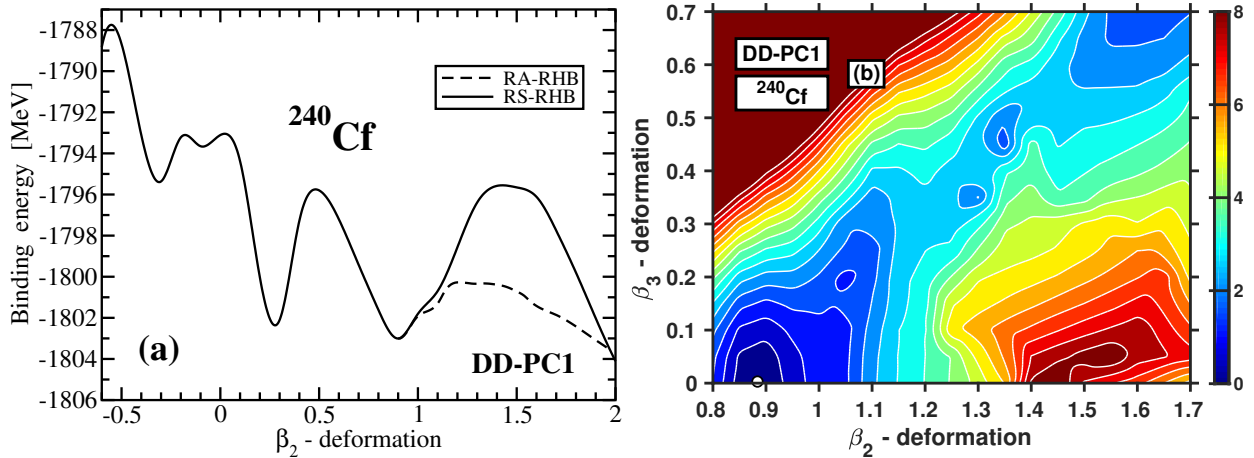 -1788
-1790
-1792
-1794
-1796
-1798
-1800
-1802
-1804
-1806
Binding energy [MeV]
RA-RHB
RS-RHB
²⁴⁰Cf
(a)
DD-PC1
-0.5 0 0.5 1 1.5 2
β₂ - deformation
0.7
0.6
0.5
0.4
0.3
0.2
0.1
0
β₃ - deformation
DD-PC1
(b)
²⁴⁰Cf
0.8 0.9 1 1.1 1.2 1.3 1.4 1.5 1.6 1.7
β₂ - deformation
8
6
4
2
0